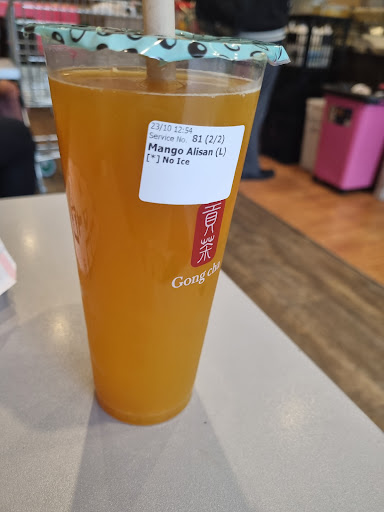 23/10 12:54
Service No. 81 (2/2)
Mango Alisan (L)
[*] No Ice
貢茶
Gong cha